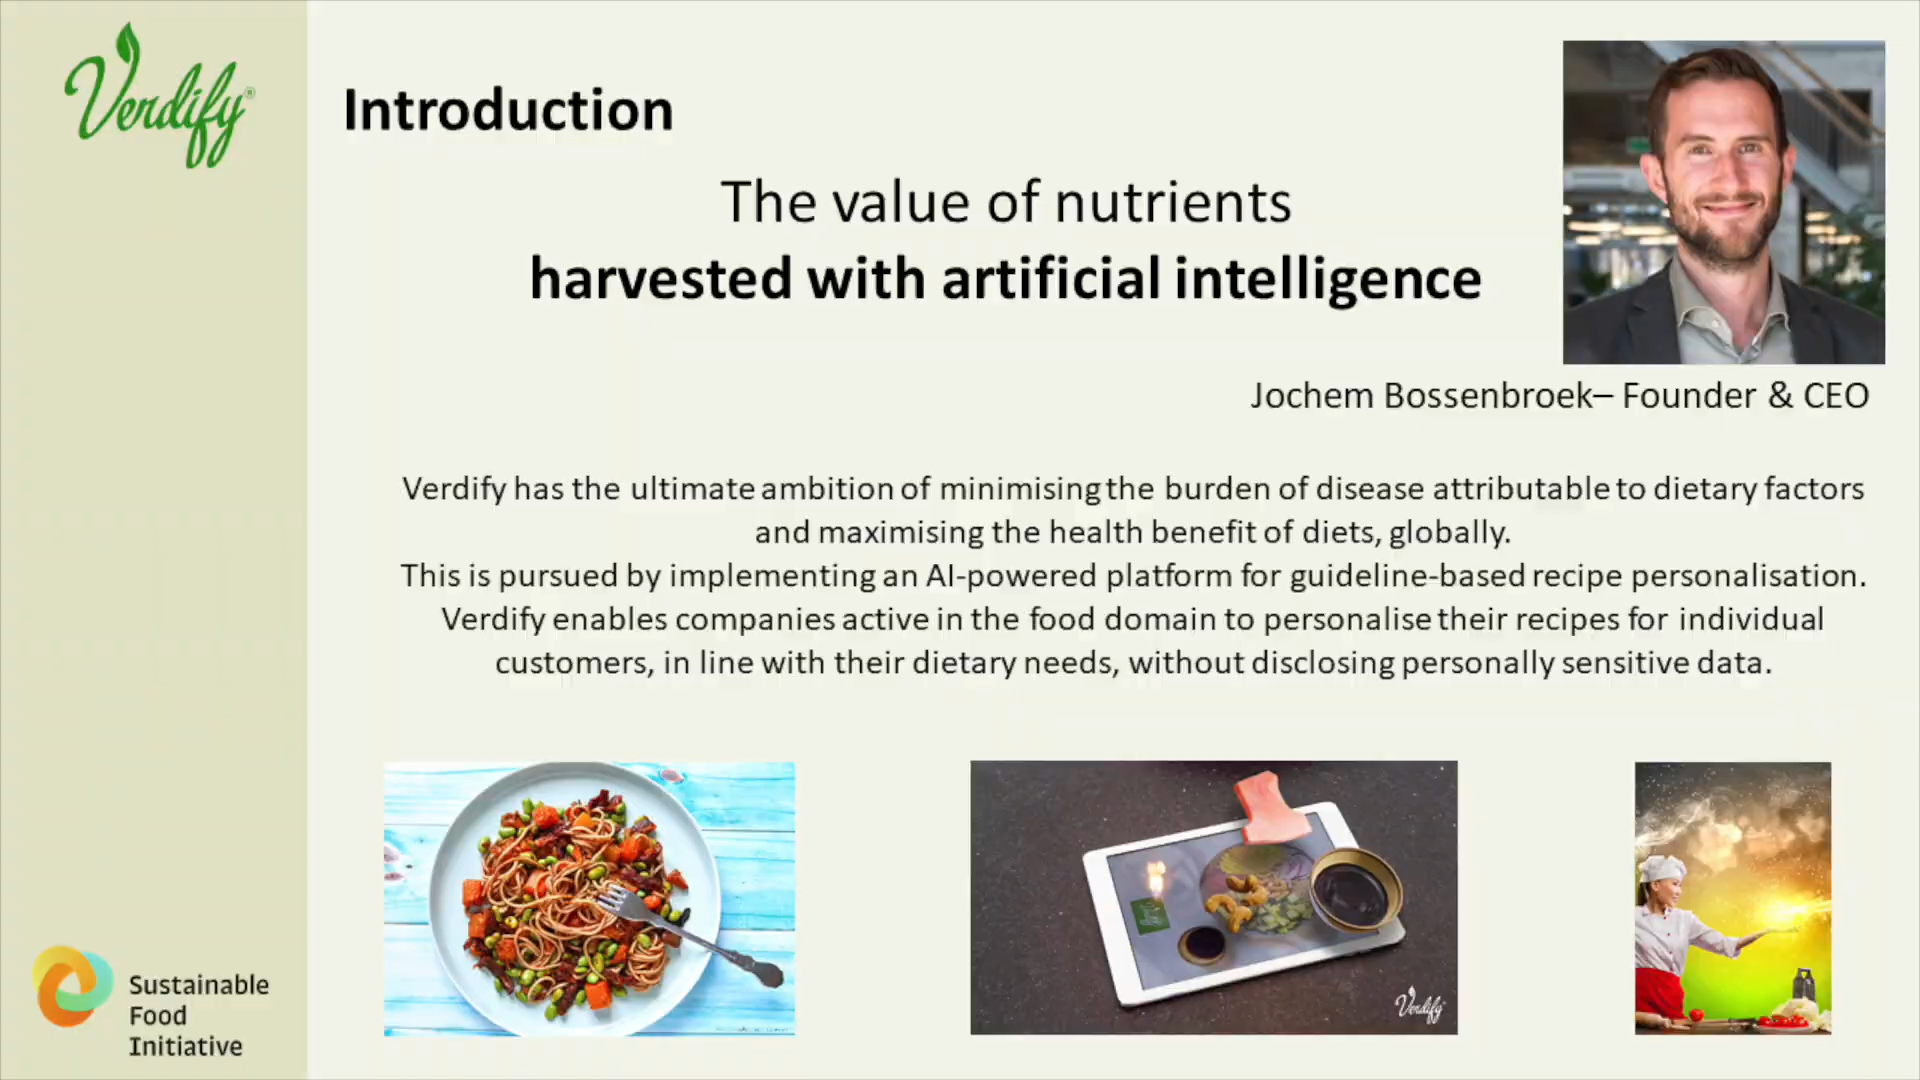 Verdify®
Introduction
The value of nutrients
harvested with artificial intelligence
Jochem Bossenbroek– Founder & CEO
Verdify has the ultimate ambition of minimising the burden of disease attributable to dietary factors
and maximising the health benefit of diets, globally.
This is pursued by implementing an AI-powered platform for guideline-based recipe personalisation.
Verdify enables companies active in the food domain to personalise their recipes for individual
customers, in line with their dietary needs, without disclosing personally sensitive data.
Verdify
Sustainable
Food
Initiative